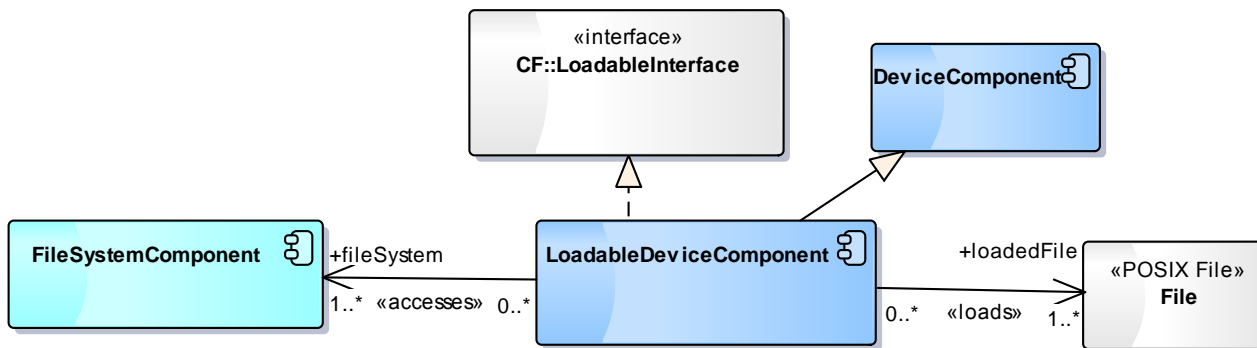 «interface»
CF::LoadableInterface
DeviceComponent
FileSystemComponent
+fileSystem
1..*
«accesses»
0..*
LoadableDeviceComponent
+loadedFile
0..*
«loads»
1..*
«POSIX File»
File